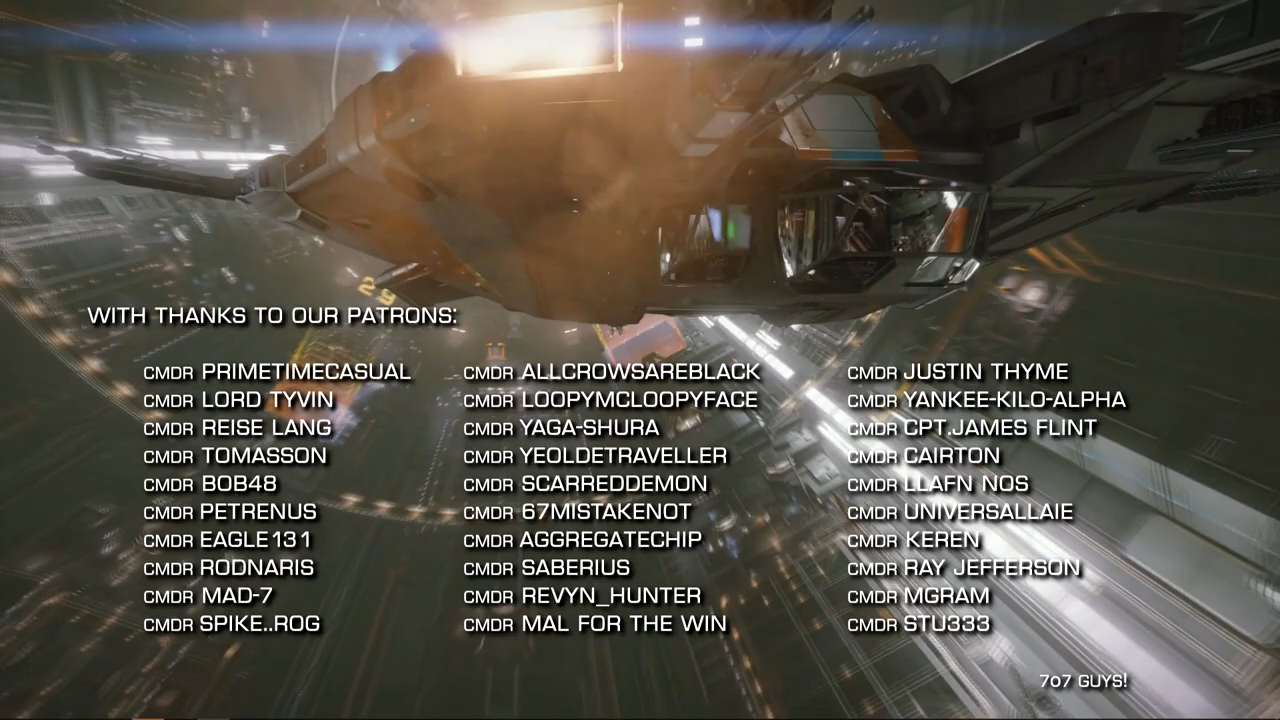 29
WITH THANKS TO OUR PATRONS:
CMDR PRIMETIMECASUAL
CMDR LORD TYVIN
CMDR REISE LANG
CMDR TOMASSON
CMDR BOB48
CMDR PETRENUS
CMDR EAGLE131
CMDR RODNARIS
CMDR MAD-7
CMDR SPIKE..ROG
CMDR ALLCROWSAREBLACK
CMDR LOOPYMCLOOPYFACE
CMDR YAGA-SHURA
CMDR YEOLDETRAVELLER
CMDR SCARREDDEMON
CMDR 67MISTAKENOT
CMDR AGGREGATECHIP
CMDR SABERIUS
CMDR REVYN_HUNTER
CMDR MAL FOR THE WIN
CMDR JUSTIN THYME
CMDR YANKEE-KILO-ALPHA
CMDR CPT.JAMES FLINT
CMDR CAIRTON
CMDR LLAFN NOS
CMDR UNIVERSALLAIE
CMDR KEREN
CMDR RAY JEFFERSON
CMDR MGRAM
CMDR STU333
7o7 GUYS!